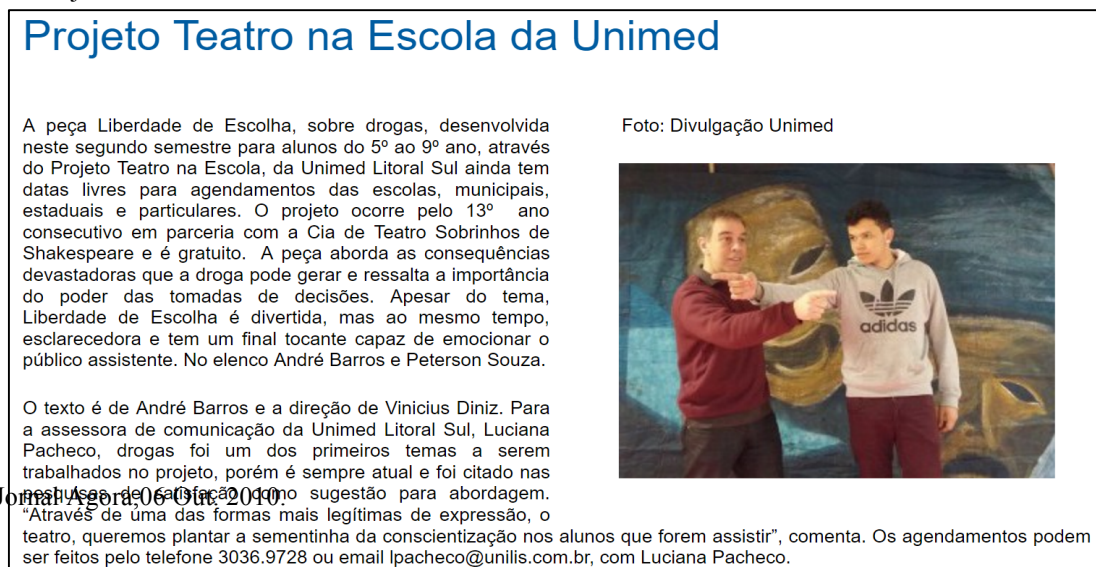 Projeto Teatro na Escola da Unimed
A peça Liberdade de Escolha, sobre drogas, desenvolvida
neste segundo semestre para alunos do 5º ao 9º ano, através
do Projeto Teatro na Escola, da Unimed Litoral Sul ainda tem
datas livres para agendamentos das escolas, municipais,
estaduais e particulares. O projeto ocorre pelo 13º ano
consecutivo em parceria com a Cia de Teatro Sobrinhos de
Shakespeare e é gratuito. A peça aborda as consequências
devastadoras que a droga pode gerar e ressalta a importância
do poder das tomadas de decisões. Apesar do tema,
Liberdade de Escolha é divertida, mas ao mesmo tempo,
esclarecedora e tem um final tocante capaz de emocionar o
público assistente. No elenco André Barros e Peterson Souza.
O texto é de André Barros e a direção de Vinicius Diniz. Para
a assessora de comunicação da Unimed Litoral Sul, Luciana
Pacheco, drogas foi um dos primeiros temas a serem
trabalhados no projeto, porém é sempre atual e foi citado nas
pesquisas de satisfação como sugestão para abordagem.
“Através de uma das formas mais legítimas de expressão, o
teatro, queremos plantar a sementinha da conscientização nos alunos que forem assistir”, comenta. Os agendamentos podem
ser feitos pelo telefone 3036.9728 ou email lpacheco@unilis.com.br, com Luciana Pacheco.
Jornal Agora,06 Out. 2010.
Foto: Divulgação Unimed
adidas